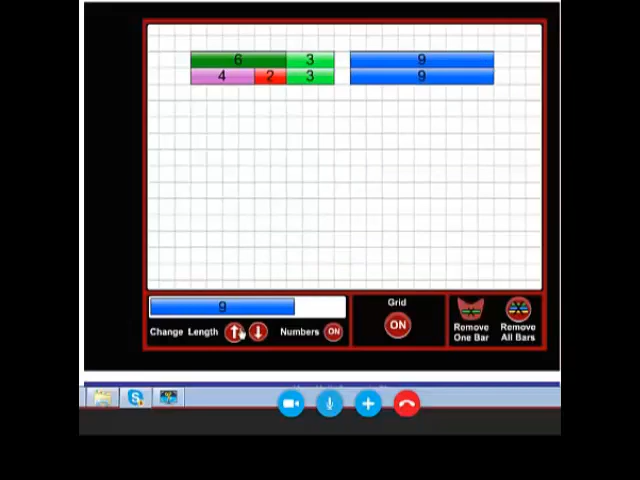 6 3 9
4 2 3 9
9
Change Length Numbers ON
Grid
ON
Remove One Bar
Remove All Bars